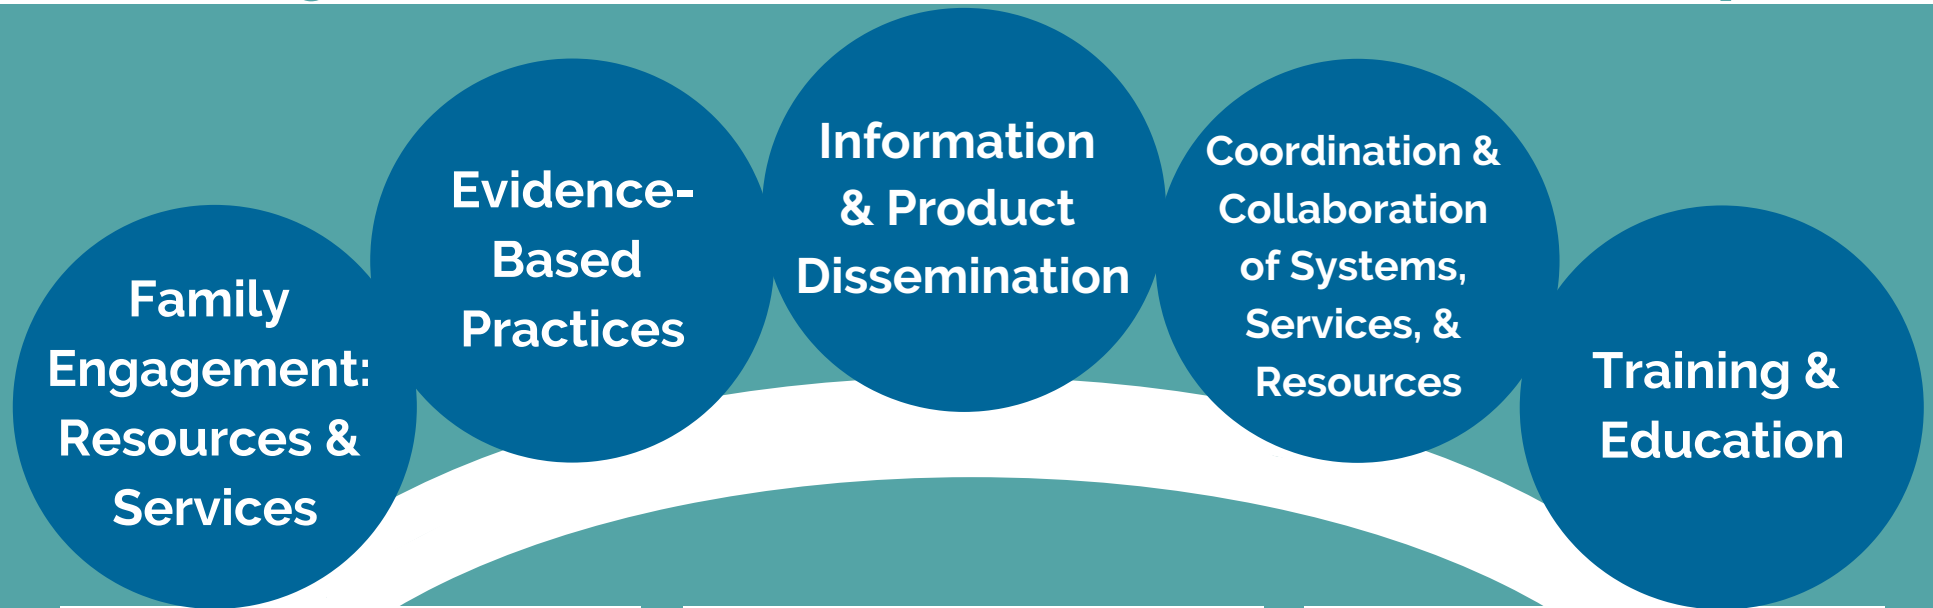 Family
Engagement:
Resources &
Services
Evidence-
Based
Practices
Information
& Product
Dissemination
Coordination &
Collaboration
of Systems,
Services, &
Resources
Training &
Education